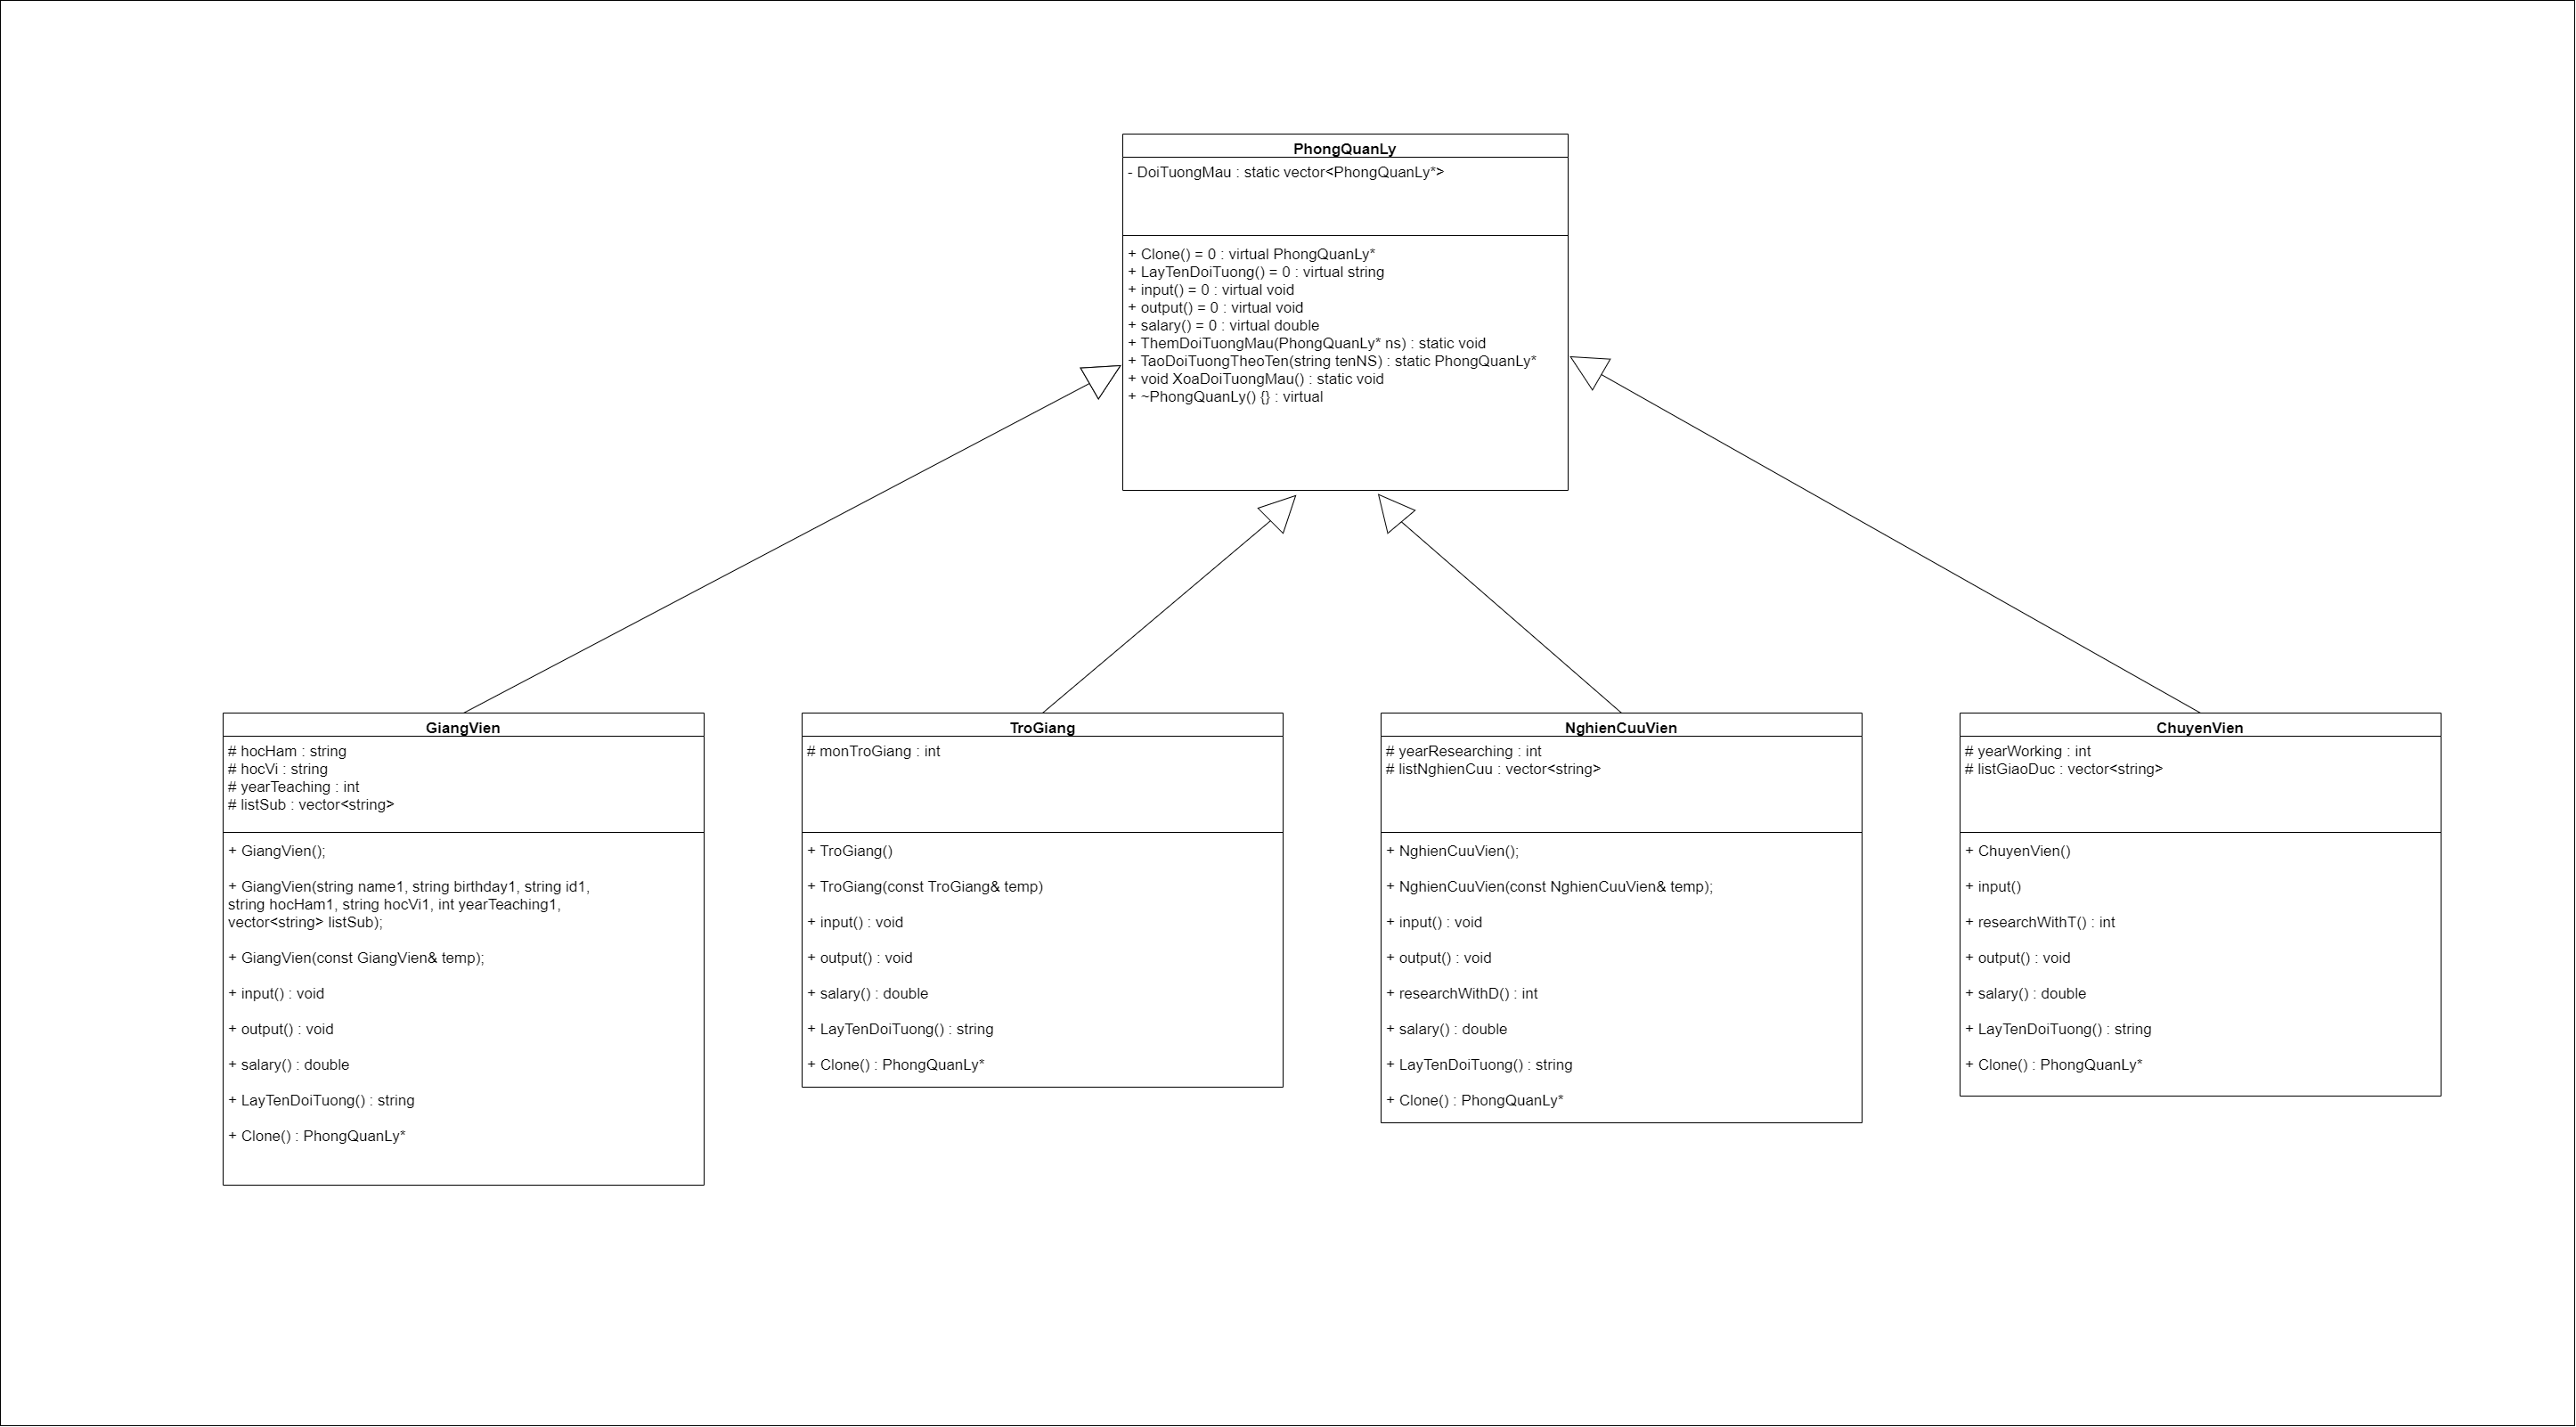 PhongQuanLy
- DoiTuongMau : static vector<PhongQuanLy*>
+ Clone() = 0 : virtual PhongQuanLy*
+ LayTenDoiTuong() = 0 : virtual string
+ input() = 0 : virtual void
+ output() = 0 : virtual void
+ salary() = 0 : virtual double
+ ThemDoiTuongMau(PhongQuanLy* ns) : static void
+ TaoDoiTuongTheoTen(string tenNS) : static PhongQuanLy*
+ void XoaDoiTuongMau() : static void
+ ~PhongQuanLy() {} : virtual
GiangVien
# hocHam : string
# hocVi : string
# yearTeaching : int
# listSub : vector<string>
+ GiangVien();
+ GiangVien(string name1, string birthday1, string id1,
string hocHam1, string hocVi1, int yearTeaching1,
vector<string> listSub);
+ GiangVien(const GiangVien& temp);
+ input() : void
+ output() : void
+ salary() : double
+ LayTenDoiTuong() : string
+ Clone() : PhongQuanLy*
TroGiang
# monTroGiang : int
+ TroGiang()
+ TroGiang(const TroGiang& temp)
+ input() : void
+ output() : void
+ salary() : double
+ LayTenDoiTuong() : string
+ Clone() : PhongQuanLy*
NghienCuuVien
# yearResearching : int
# listNghienCuu : vector<string>
+ NghienCuuVien();
+ NghienCuuVien(const NghienCuuVien& temp);
+ input() : void
+ output() : void
+ researchWithD() : int
+ salary() : double
+ LayTenDoiTuong() : string
+ Clone() : PhongQuanLy*
ChuyenVien
# yearWorking : int
# listGiaoDuc : vector<string>
+ ChuyenVien()
+ input()
+ researchWithT() : int
+ output() : void
+ salary() : double
+ LayTenDoiTuong() : string
+ Clone() : PhongQuanLy*